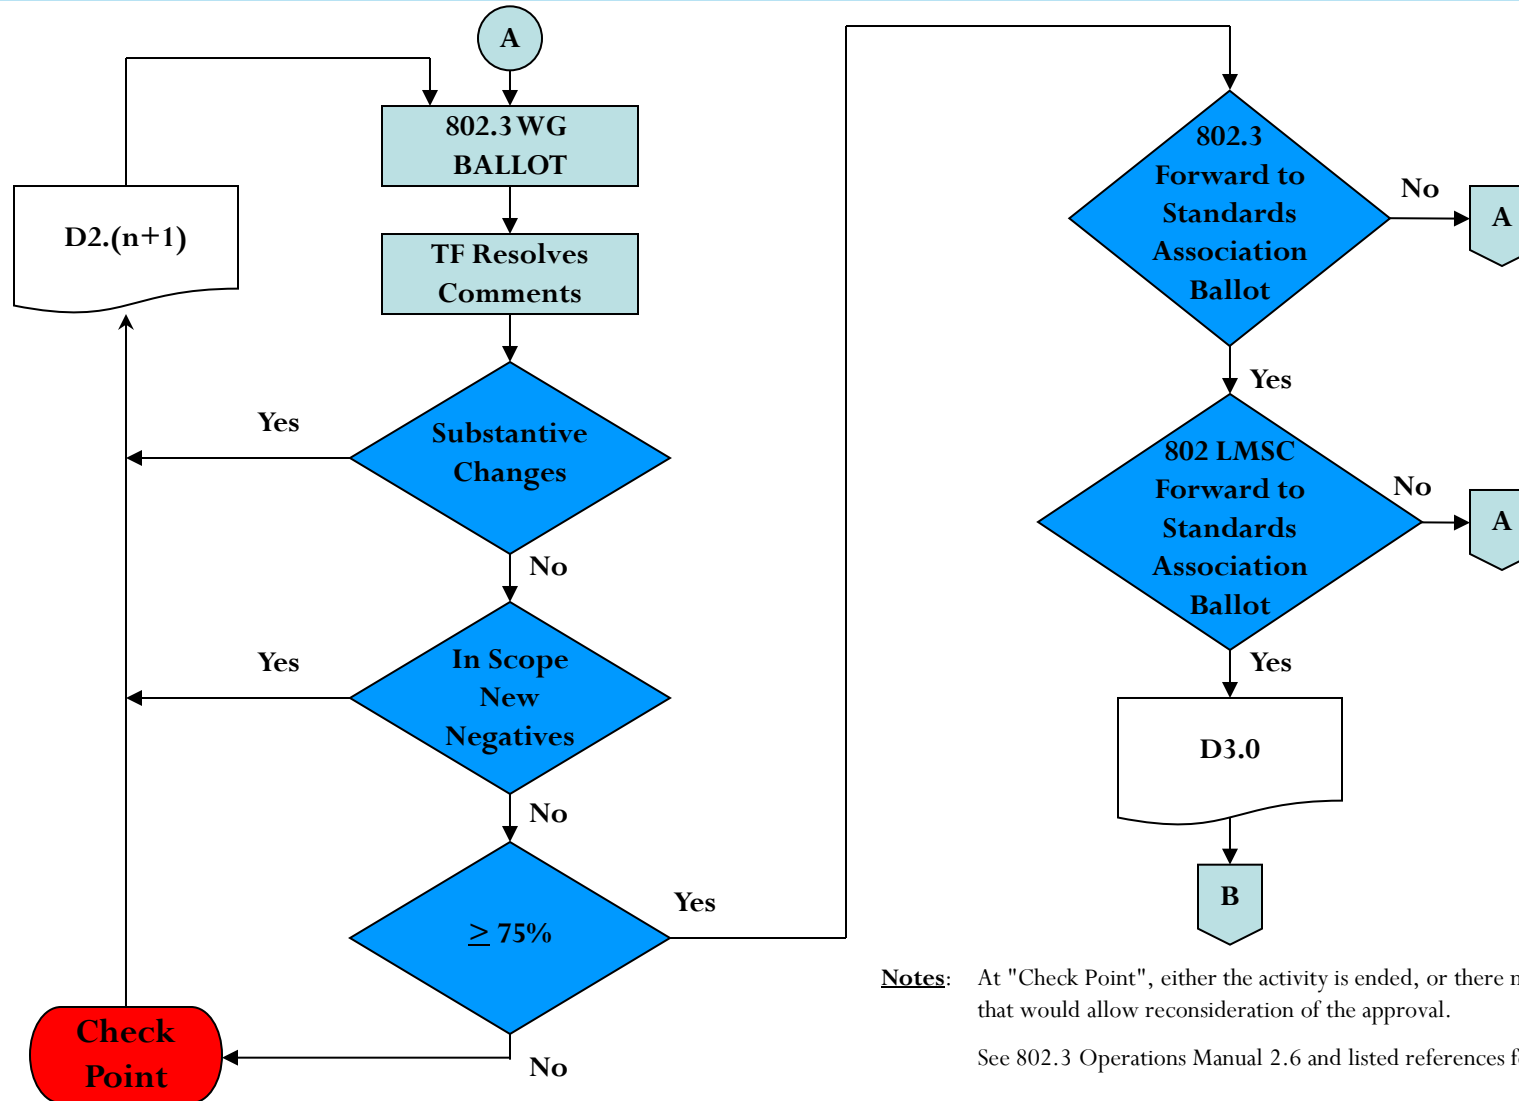 A
802.3 WG
BALLOT
D2.(n+1)
TF Resolves
Comments
Yes
Substantive
Changes
No
Yes
In Scope
New
Negatives
No
Yes
≥ 75%
No
Check
Point
802.3
Forward to
Standards
Association
Ballot
No
A
Yes
802 LMSC
Forward to
Standards
Association
Ballot
No
A
Yes
D3.0
B
Notes: At "Check Point", either the activity is ended, or there
that would allow reconsideration of the approval.
See 802.3 Operations Manual 2.6 and listed references